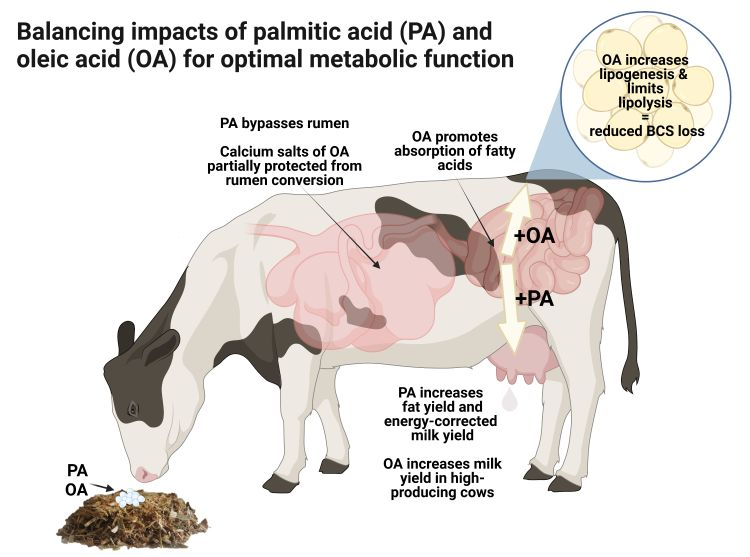 Balancing impacts of palmitic acid (PA) and
oleic acid (OA) for optimal metabolic function
OA increases
lipogenesis &
limits
lipolysis
=
reduced BCS loss
PA bypasses rumen
Calcium salts of OA
partially protected from
rumen conversion
OA promotes
absorption of fatty
acids
+OA
+PA
PA increases
fat yield and
energy-corrected
milk yield
OA increases milk
yield in high-
producing cows
PA
OA